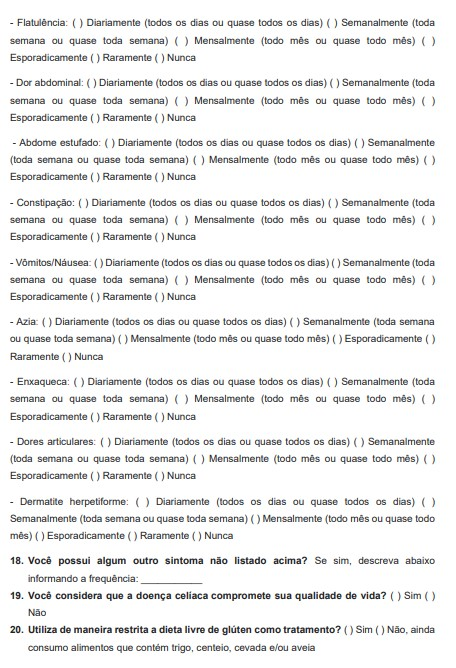 - Flatulência: ( ) Diariamente (todos os dias ou quase todos os dias) ( ) Semanalmente (toda
semana ou quase toda semana) ( ) Mensalmente (todo mês ou quase todo mês) ( )
Esporadicamente ( ) Raramente ( ) Nunca
- Dor abdominal: ( ) Diariamente (todos os dias ou quase todos os dias) ( ) Semanalmente (toda
semana ou quase toda semana) ( ) Mensalmente (todo mês ou quase todo mês) ( )
Esporadicamente ( ) Raramente ( ) Nunca
- Abdome estufado: ( ) Diariamente (todos os dias ou quase todos os dias) ( ) Semanalmente
(toda semana ou quase toda semana) ( ) Mensalmente (todo mês ou quase todo mês) ( )
Esporadicamente ( ) Raramente ( ) Nunca
- Constipação: ( ) Diariamente (todos os dias ou quase todos os dias) ( ) Semanalmente (toda
semana ou quase toda semana) ( ) Mensalmente (todo mês ou quase todo mês) ( )
Esporadicamente ( ) Raramente ( ) Nunca
- Vômitos/Náusea: ( ) Diariamente (todos os dias ou quase todos os dias) ( ) Semanalmente (toda
semana ou quase toda semana) ( ) Mensalmente (todo mês ou quase todo mês) ( )
Esporadicamente ( ) Raramente ( ) Nunca
- Azia: ( ) Diariamente (todos os dias ou quase todos os dias) ( ) Semanalmente (toda semana
ou quase toda semana) ( ) Mensalmente (todo mês ou quase todo mês) ( ) Esporadicamente ( )
Raramente ( ) Nunca
- Enxaqueca: ( ) Diariamente (todos os dias ou quase todos os dias) ( ) Semanalmente (toda
semana ou quase toda semana) ( ) Mensalmente (todo mês ou quase todo mês) ( )
Esporadicamente ( ) Raramente ( ) Nunca
- Dores articulares: ( ) Diariamente (todos os dias ou quase todos os dias) ( ) Semanalmente
(toda semana ou quase toda semana) ( ) Mensalmente (todo mês ou quase todo mês) ( )
Esporadicamente ( ) Raramente ( ) Nunca
- Dermatite herpetiforme: ( ) Diariamente (todos os dias ou quase todos os dias) ( )
Semanalmente (toda semana ou quase toda semana) ( ) Mensalmente (todo mês ou quase todo
mês) ( ) Esporadicamente ( ) Raramente ( ) Nunca
18. Você possui algum outro sintoma não listado acima? Se sim, descreva abaixo
informando a frequência: ____________
19. Você considera que a doença celíaca compromete sua qualidade de vida? ( ) Sim ( )
Não
20. Utiliza de maneira restrita a dieta livre de glúten como tratamento? ( ) Sim ( ) Não, ainda
consumo alimentos que contém trigo, centeio, cevada e/ou aveia